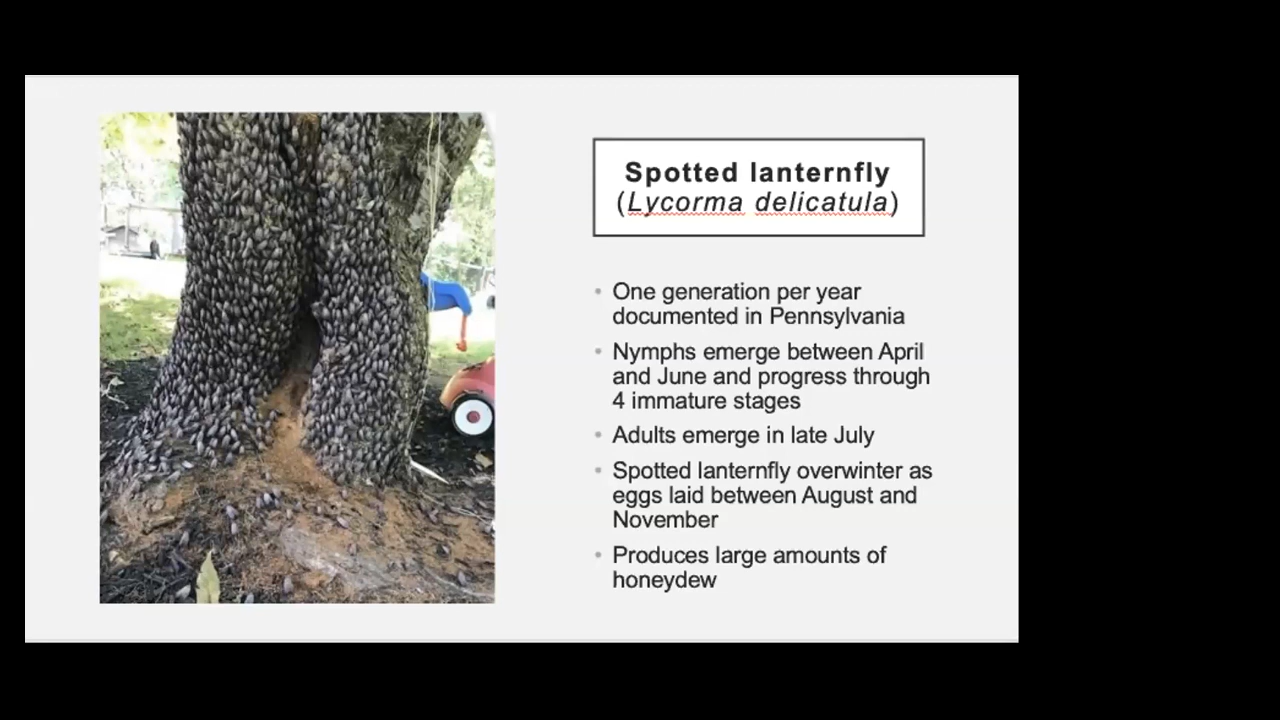 Spotted lanternfly
(Lycorma delicatula)
• One generation per year
documented in Pennsylvania
• Nymphs emerge between April
and June and progress through
4 immature stages
• Adults emerge in late July
• Spotted lanternfly overwinter as
eggs laid between August and
November
• Produces large amounts of
honeydew